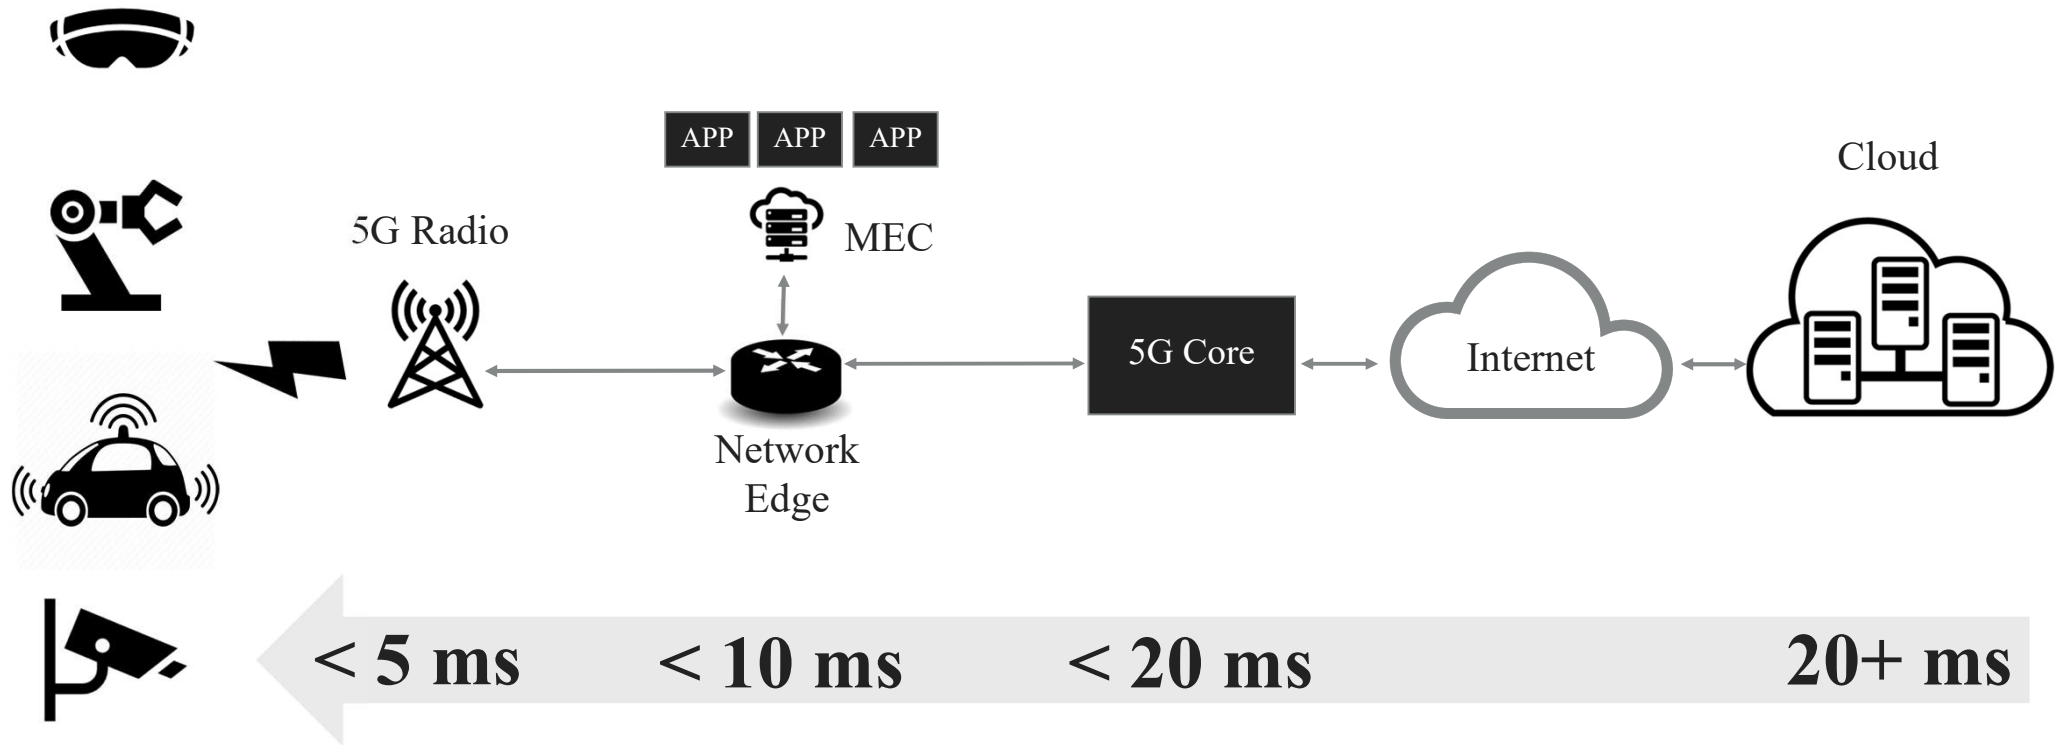 APP APP APP
Cloud
5G Radio
MEC
5G Core
Internet
Network
Edge
< 5 ms < 10 ms < 20 ms 20+ ms